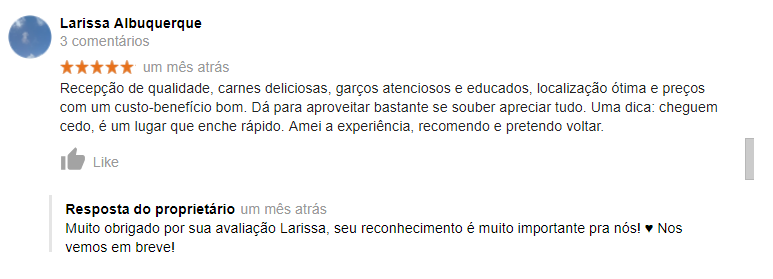 Larissa Albuquerque
3 comentários
um mês atrás
Recepção de qualidade, carnes deliciosas, garços atenciosos e educados, localização ótima e preços
com um custo-benefício bom. Dá para aproveitar bastante se souber apreciar tudo. Uma dica: cheguem
cedo, é um lugar que enche rápido. Amei a experiência, recomendo e pretendo voltar.
Like
Resposta do proprietário um mês atrás
Muito obrigado por sua avaliação Larissa, seu reconhecimento é muito importante pra nós! ♥ Nos
vemos em breve!